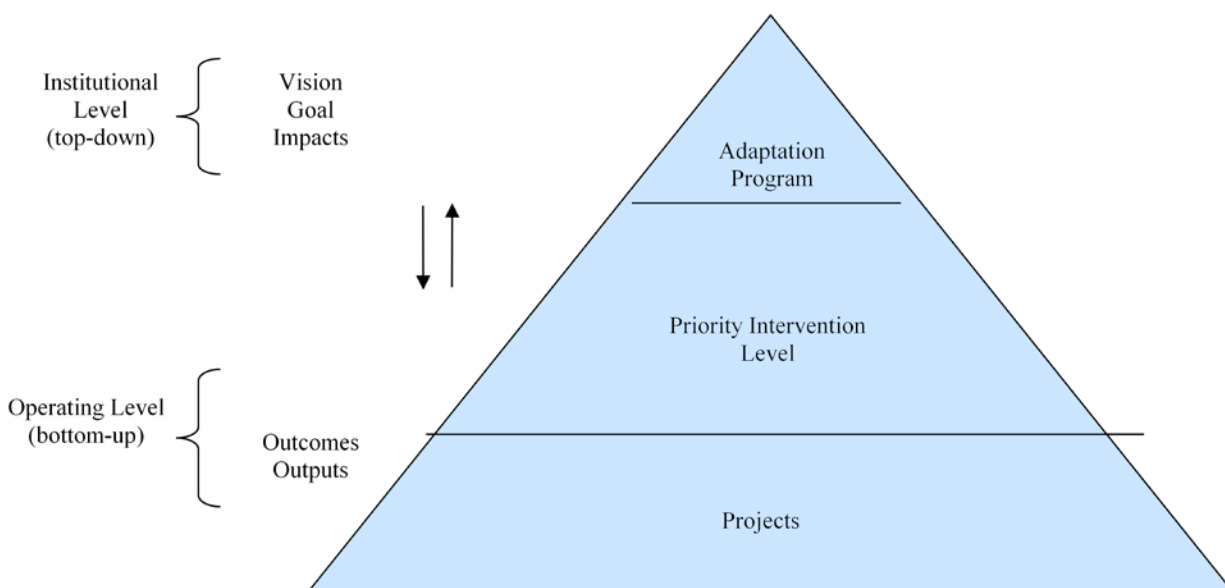 Institutional
Level
(top-down)
Vision
Goal
Impacts
Adaptation
Program
Priority Intervention
Level
Operating Level
(bottom-up)
Outcomes
Outputs
Projects